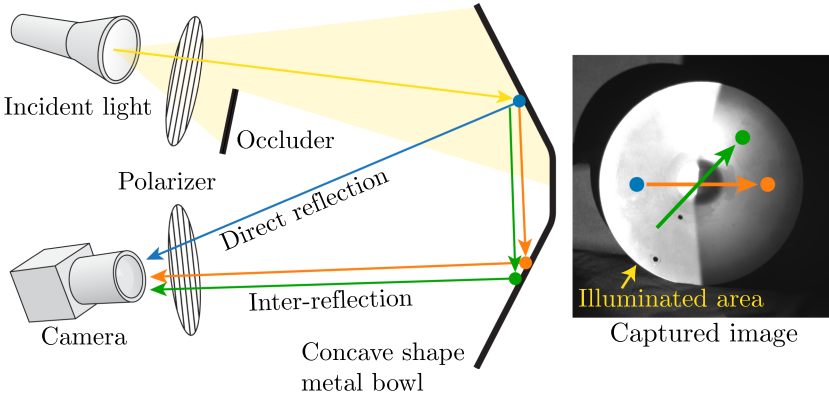 Incident light
Polarizer
Occluder
Direct reflection
Camera
Inter-reflection
Concave shape
metal bowl
Illuminated area
Captured image